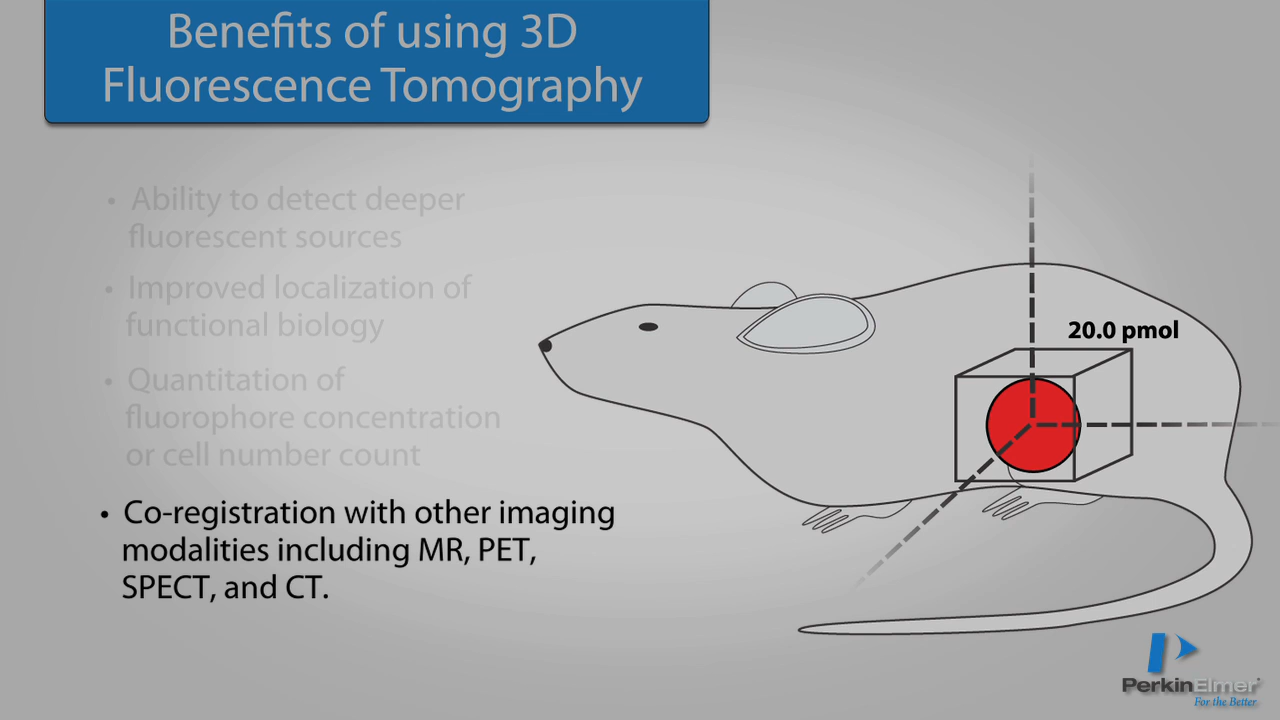 Benefits of using 3D
Fluorescence Tomography
• Ability to detect deeper
fluorescent sources
• Improved localization of
functional biology
• Quantitation of
fluorophore concentration
or cell number count
• Co-registration with other imaging
modalities including MR, PET,
SPECT, and CT.
20.0 pmol
PerkinElmer
For the Better